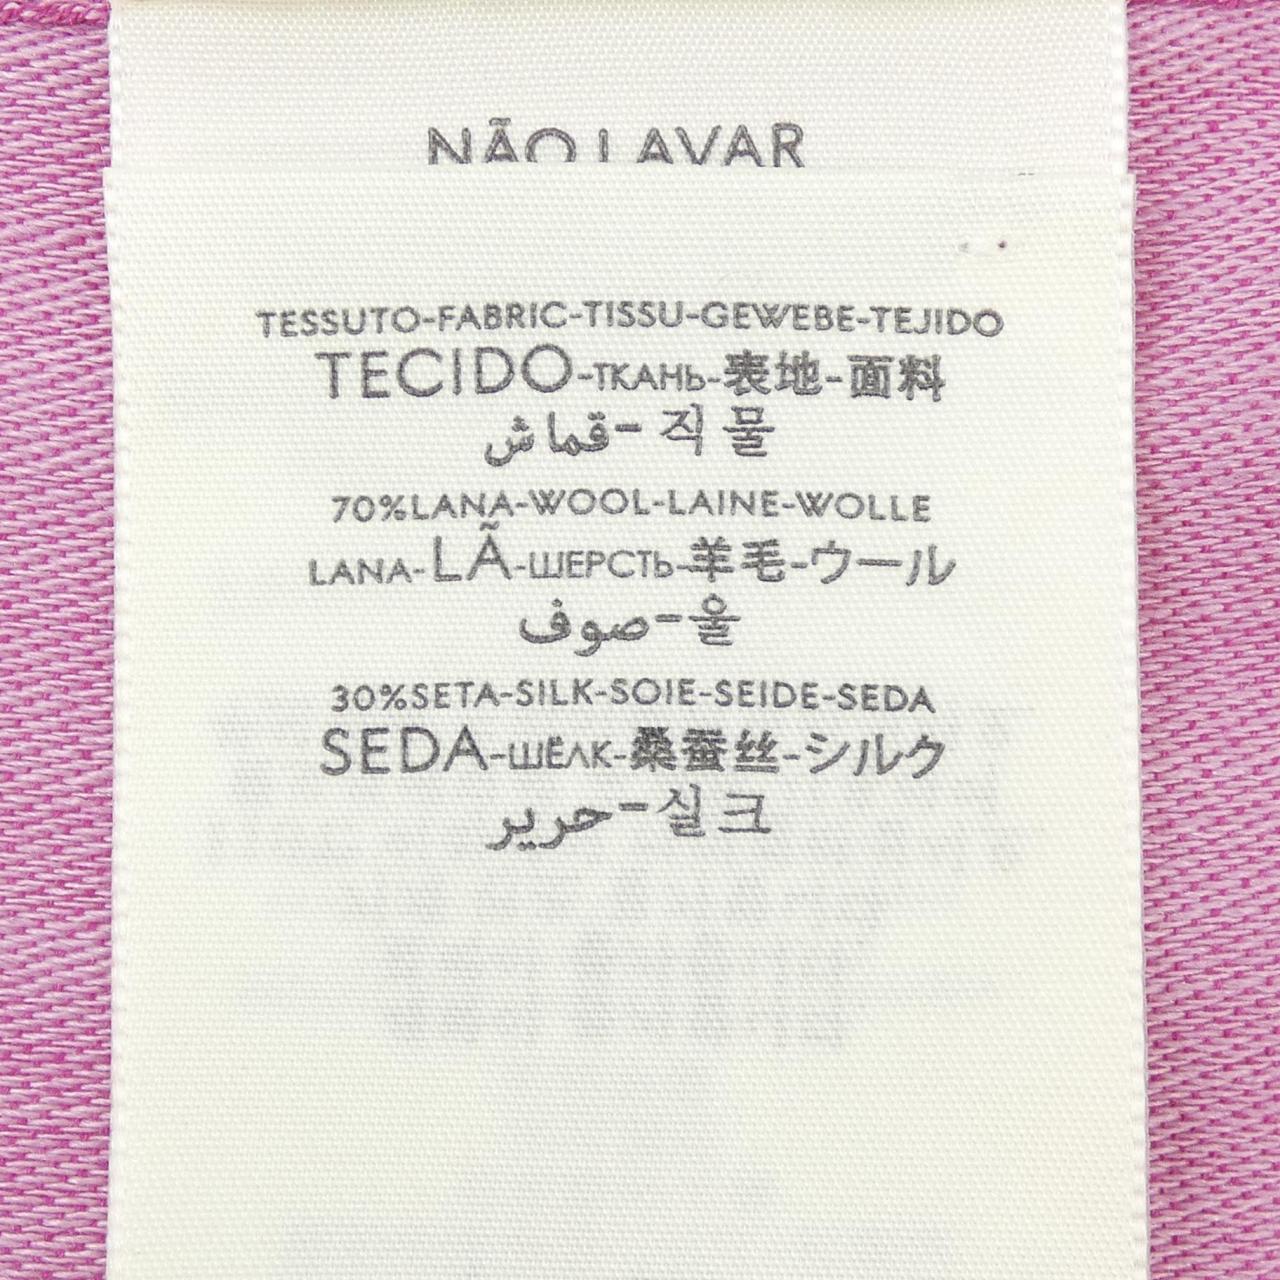 NÃO LAVAR
TESSUTO-FABRIC-TISSU-GEWEBE-TEJIDO
TECIDO-ТКАНЬ-表地-面料
قماش-직물
70%LANA-WOOL-LAINE-WOLLE
LANA-LÃ-ШЕРСТЬ-羊毛-ウール
صوف-울
30%SETA-SILK-SOIE-SEIDE-SEDA
SEDA-ШЁЛК-桑蚕丝-シルク
حرير-실크